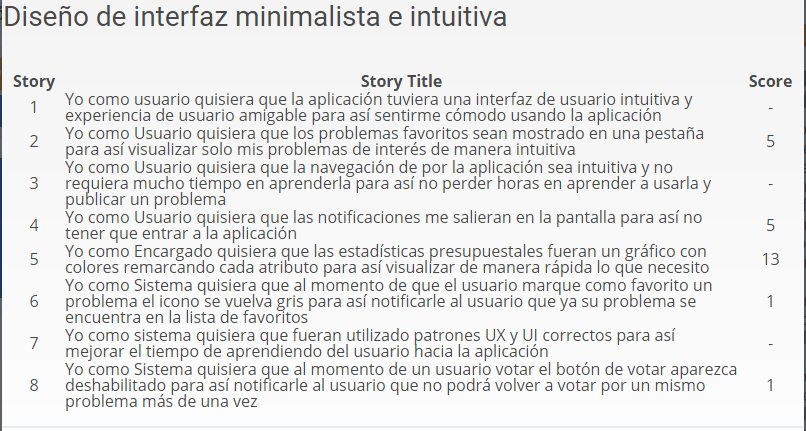 Diseño de interfaz minimalista e intuitiva
Story Story Title Score
1 Yo como usuario quisiera que la aplicación tuviera una interfaz de usuario intuitiva y
experiencia de usuario amigable para así sentirme cómodo usando la aplicación -
2 Yo como Usuario quisiera que los problemas favoritos sean mostrado en una pestaña
para así visualizar solo mis problemas de interés de manera intuitiva 5
3 Yo como Usuario quisiera que la navegación de por la aplicación sea intuitiva y no
requiera mucho tiempo en aprenderla para así no perder horas en aprender a usarla y
publicar un problema -
4 Yo como Usuario quisiera que las notificaciones me salieran en la pantalla para así no
tener que entrar a la aplicación 5
5 Yo como Encargado quisiera que las estadísticas presupuestales fueran un gráfico con
colores remarcando cada atributo para así visualizar de manera rápida lo que necesito 13
6 Yo como Sistema quisiera que al momento de que el usuario marque como favorito un
problema el icono se vuelva gris para así notificarle al usuario que ya su problema se
encuentra en la lista de favoritos 1
7 Yo como sistema quisiera que fueran utilizado patrones UX y UI correctos para así
mejorar el tiempo de aprendiendo del usuario hacia la aplicación -
8 Yo como Sistema quisiera que al momento de un usuario votar el botón de votar aparezca
deshabilitado para así notificarle al usuario que no podrá volver a votar por un mismo
problema más de una vez 1